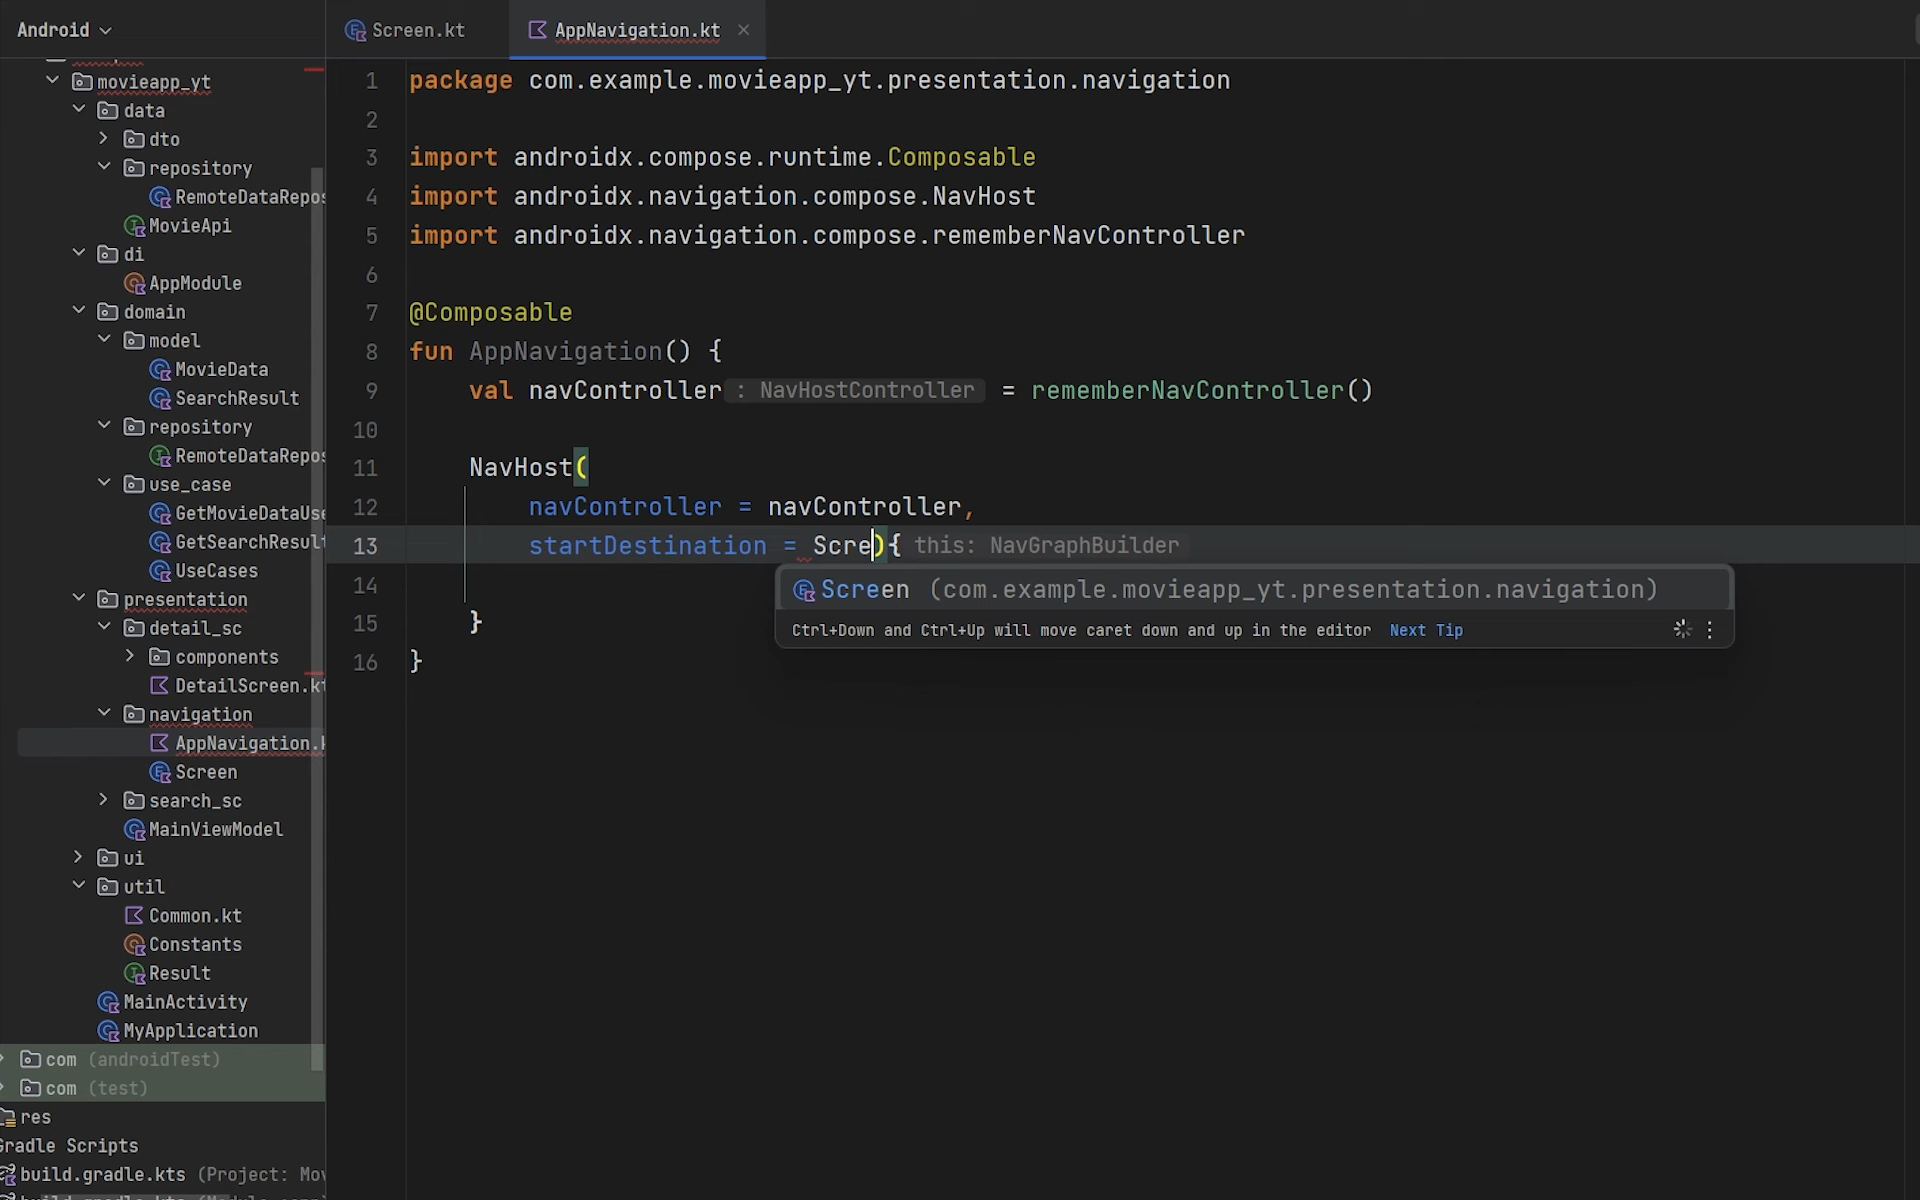 Android
Screen.kt
AppNavigation.kt
movieapp_yt
data
dto
repository
RemoteDataRepos
MovieApi
di
AppModule
domain
model
MovieData
SearchResult
repository
RemoteDataRepos
use_case
GetMovieDataUse
GetSearchResult
UseCases
presentation
detail_sc
components
DetailScreen.kt
navigation
AppNavigation.k
Screen
search_sc
MainViewModel
ui
util
Common.kt
Constants
Result
MainActivity
MyApplication
com (androidTest)
com (test)
res
Gradle Scripts
build.gradle.kts (Project: Mov
1 package com.example.movieapp_yt.presentation.navigation
2
3 import androidx.compose.runtime.Composable
4 import androidx.navigation.compose.NavHost
5 import androidx.navigation.compose.rememberNavController
6
7 @Composable
8 fun AppNavigation() {
9 val navController : NavHostController = rememberNavController()
10
11 NavHost(
12 navController = navController,
13 startDestination = Scre){ this: NavGraphBuilder
14
15 }
16 }
Screen (com.example.movieapp_yt.presentation.navigation)
Ctrl+Down and Ctrl+Up will move caret down and up in the editor Next Tip